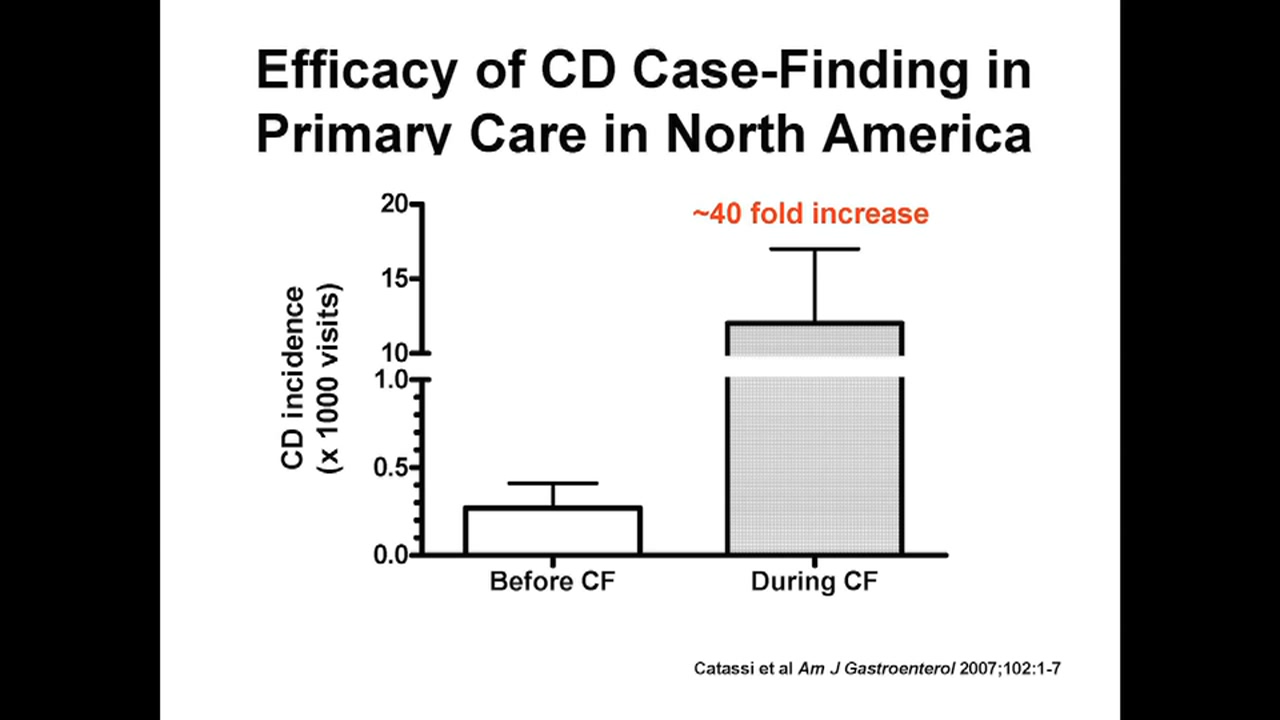 Efficacy of CD Case-Finding in
Primary Care in North America
~40 fold increase
20
15
10
1.0
0.5
0.0
CD incidence
(x 1000 visits)
Before CF
During CF
Catassi et al Am J Gastroenterol 2007;102:1-7